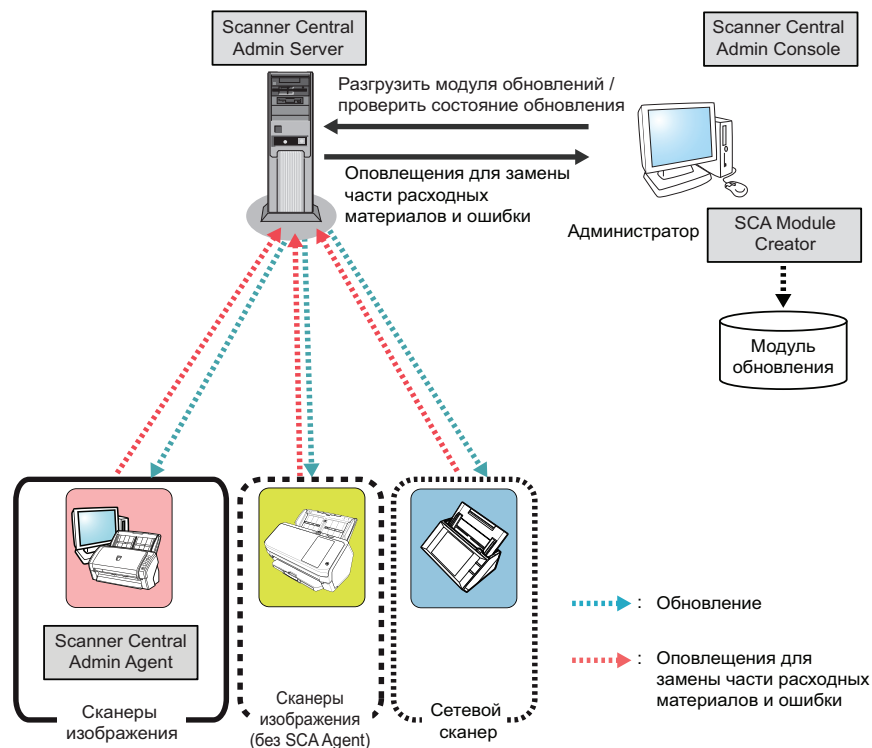 Scanner Central
Admin Server
Scanner Central
Admin Console
Разгрузить модуля обновлений /
проверить состояние обновления
Оповлещения для замены
части расходных
материалов и ошибки
Администратор
SCA Module
Creator
Модуль
обновления
Scanner Central
Admin Agent
Сканеры
изображения
Сканеры
изображения
(без SCA Agent)
Сетевой
сканер
: Обновление
: Оповлещения для
замены части расходных
материалов и ошибки